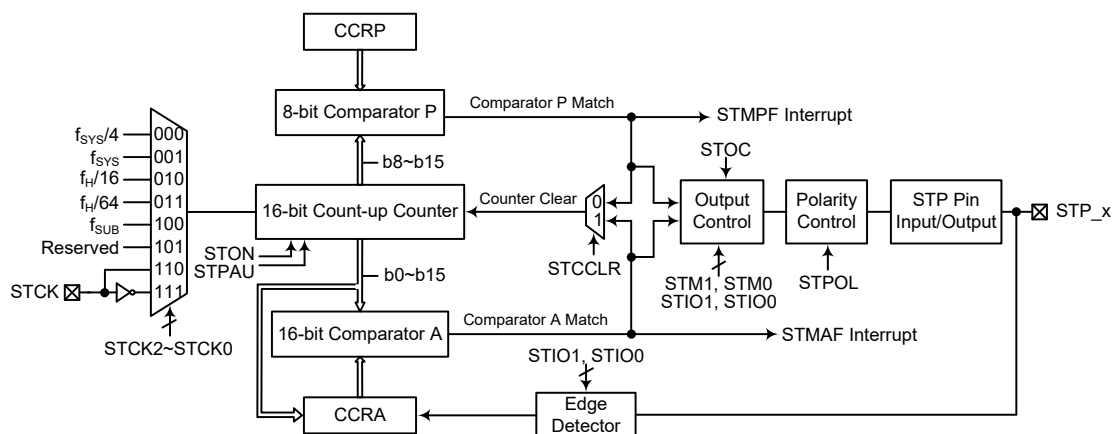 CCRP
8-bit Comparator P
Comparator P Match
STMPF Interrupt
b8~b15
STOC
fSYS/4
000
fSYS
001
fH/16
010
fH/64
011
fSUB
100
Reserved
101
110
111
STCK
STCK2~STCK0
16-bit Count-up Counter
Counter Clear
0
1
STCCLR
Output
Control
Polarity
Control
STP Pin
Input/Output
STP_x
STON
STPAU
b0~b15
STM1, STM0
STIO1, STIO0
STPOL
16-bit Comparator A
Comparator A Match
STMAF Interrupt
STIO1, STIO0
CCRA
Edge
Detector